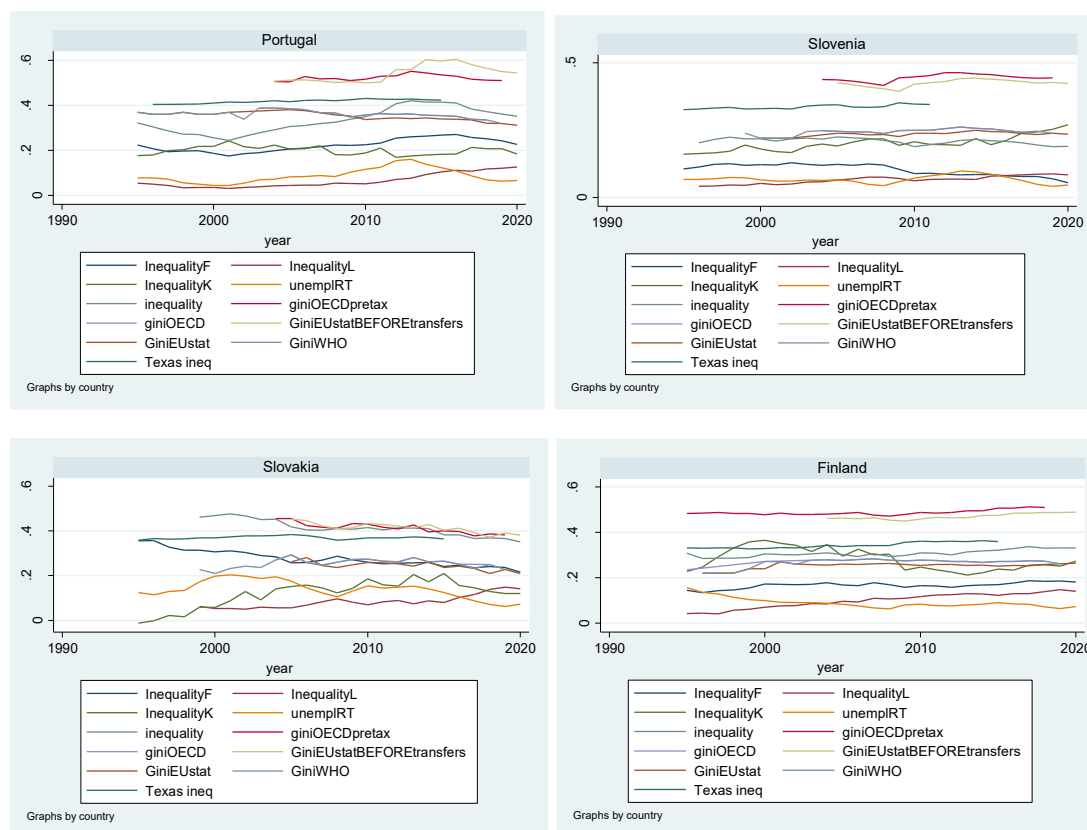 Portugal
.6
.4
.2
0
1990 2000 2010 2020
year
InequalityF InequalityL
InequalityK unemplRT
inequality giniOECDpretax
giniOECD GiniEUstatBEFOREtransfers
GiniEUstat GiniWHO
Texas ineq
Graphs by country
Slovenia
.5
0
1990 2000 2010 2020
year
InequalityF InequalityL
InequalityK unemplRT
inequality giniOECDpretax
giniOECD GiniEUstatBEFOREtransfers
GiniEUstat GiniWHO
Texas ineq
Graphs by country
Slovakia
.6
.4
.2
0
1990 2000 2010 2020
year
InequalityF InequalityL
InequalityK unemplRT
inequality giniOECDpretax
giniOECD GiniEUstatBEFOREtransfers
GiniEUstat GiniWHO
Texas ineq
Graphs by country
Finland
.6
.4
.2
0
1990 2000 2010 2020
year
InequalityF InequalityL
InequalityK unemplRT
inequality giniOECDpretax
giniOECD GiniEUstatBEFOREtransfers
GiniEUstat GiniWHO
Texas ineq
Graphs by country